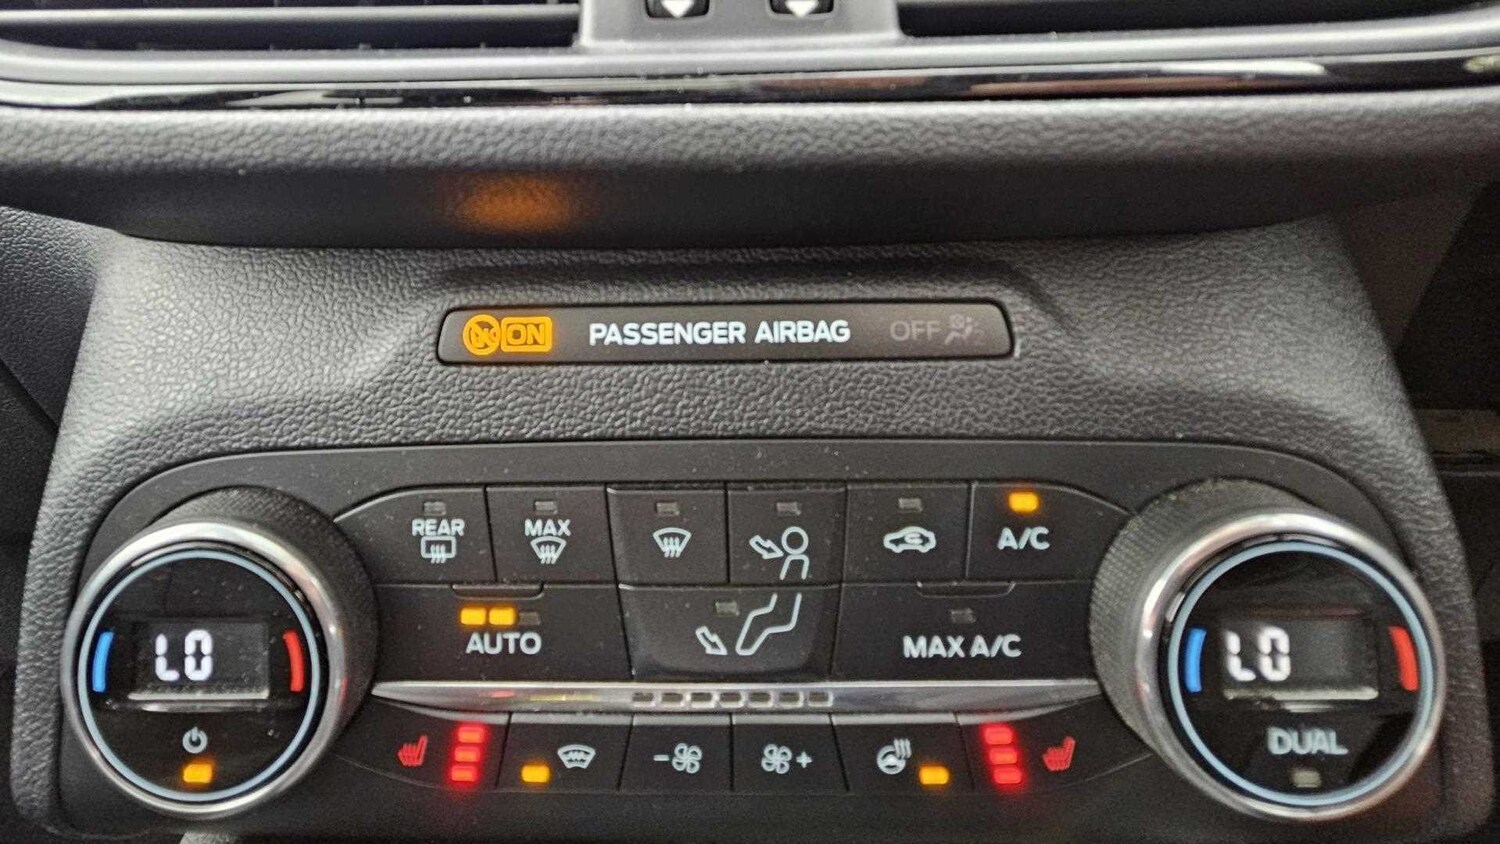 ON PASSENGER AIRBAG OFF
REAR
MAX
A/C
AUTO
MAX A/C
LO
LO
DUAL